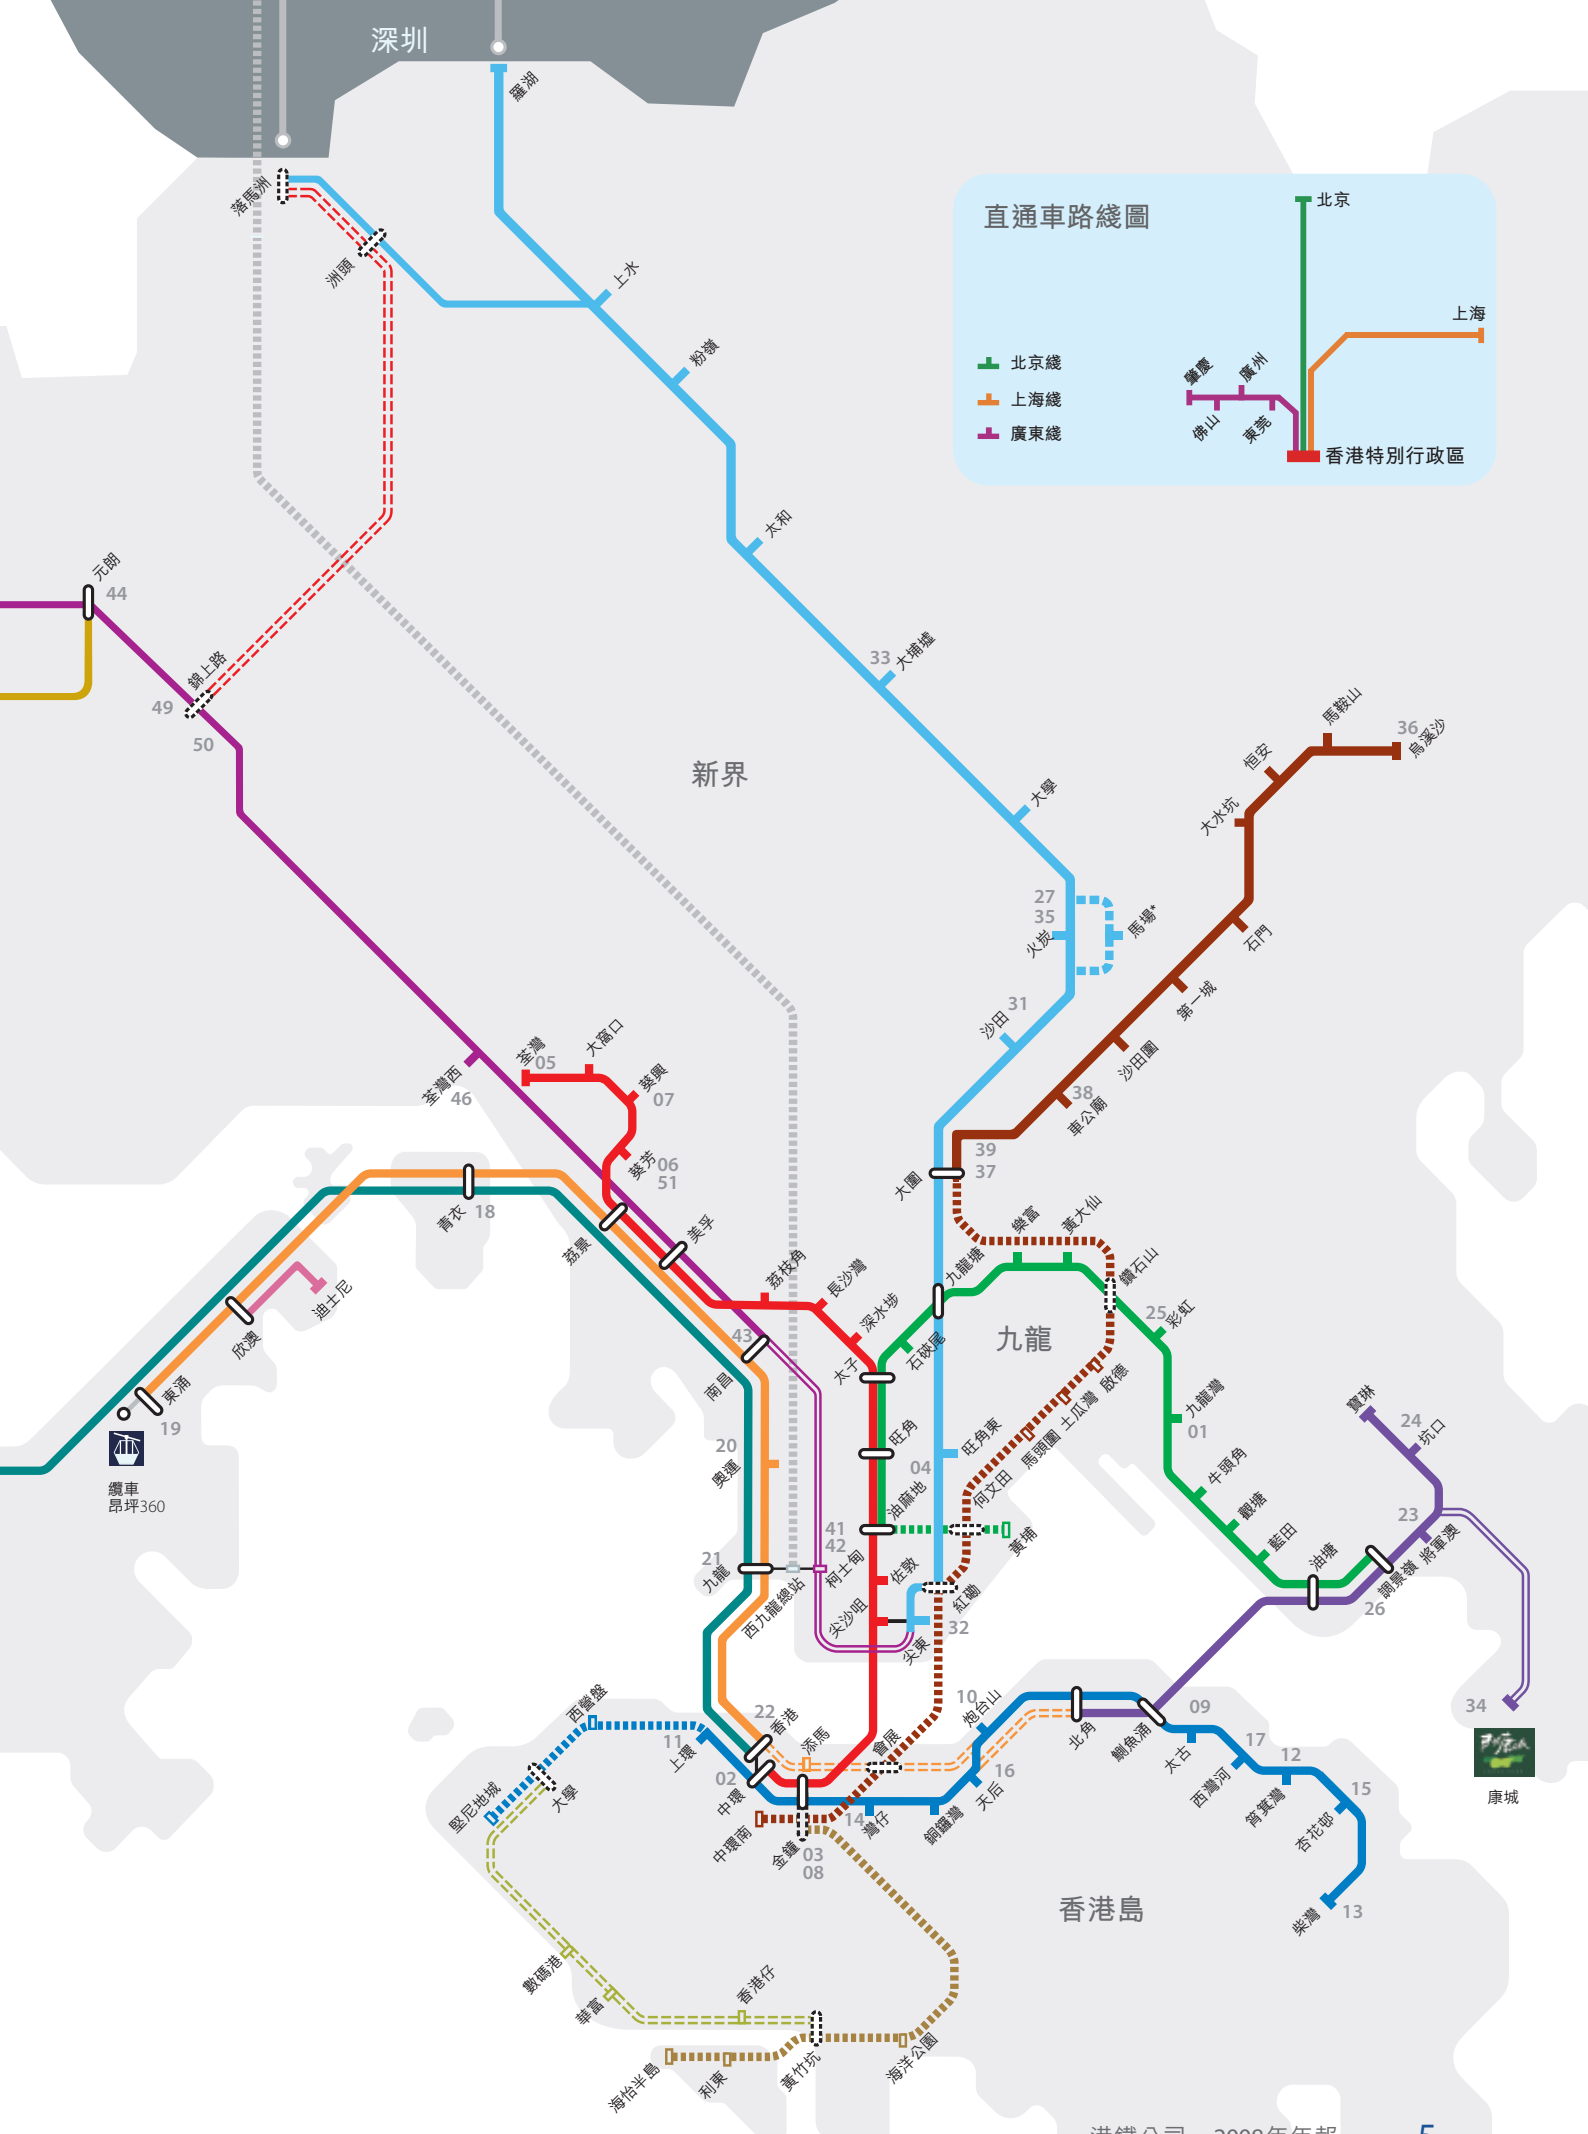 深圳
羅湖
落馬洲
洲頭
上水
粉嶺
太和
直通車路綫圖
北京
上海
北京綫
上海綫
廣東綫
肇慶
廣州
佛山
東莞
香港特別行政區
元朗
44
錦上路
49
50
33
大埔墟
新界
馬鞍山
36
烏溪沙
恒安
大水坑
大學
27
35
火炭
馬場*
石門
第一城
沙田圍
沙田
31
38
車公廟
39
37
大圍
荃灣
05
大窩口
葵興
07
荃灣西
46
葵芳
06
51
青衣
18
荔景
美孚
荔枝角
長沙灣
深水埗
石硤尾
九龍塘
樂富
黃大仙
鑽石山
25
彩虹
九龍
欣澳
迪士尼
東涌
19
纜車
昂坪360
43
南昌
太子
旺角
旺角東
04
啟德
土瓜灣
馬頭圍
何文田
九龍灣
01
牛頭角
觀塘
藍田
油塘
寶琳
24
坑口
23
將軍澳
調景嶺
26
20
奧運
油麻地
黃埔
41
42
柯士甸
21
九龍
西九龍總站
佐敦
尖沙咀
尖東
紅磡
32
34
康城
22
香港
添馬
會展
10
炮台山
北角
鰂魚涌
09
太古
17
西灣河
12
筲箕灣
15
杏花邨
柴灣
13
西營盤
11
上環
02
中環
大學
堅尼地城
中環南
金鐘
03
08
14
灣仔
銅鑼灣
天后
16
香港島
數碼港
華富
香港仔
黃竹坑
海洋公園
利東
海怡半島
港鐵公司
2008年年報
5